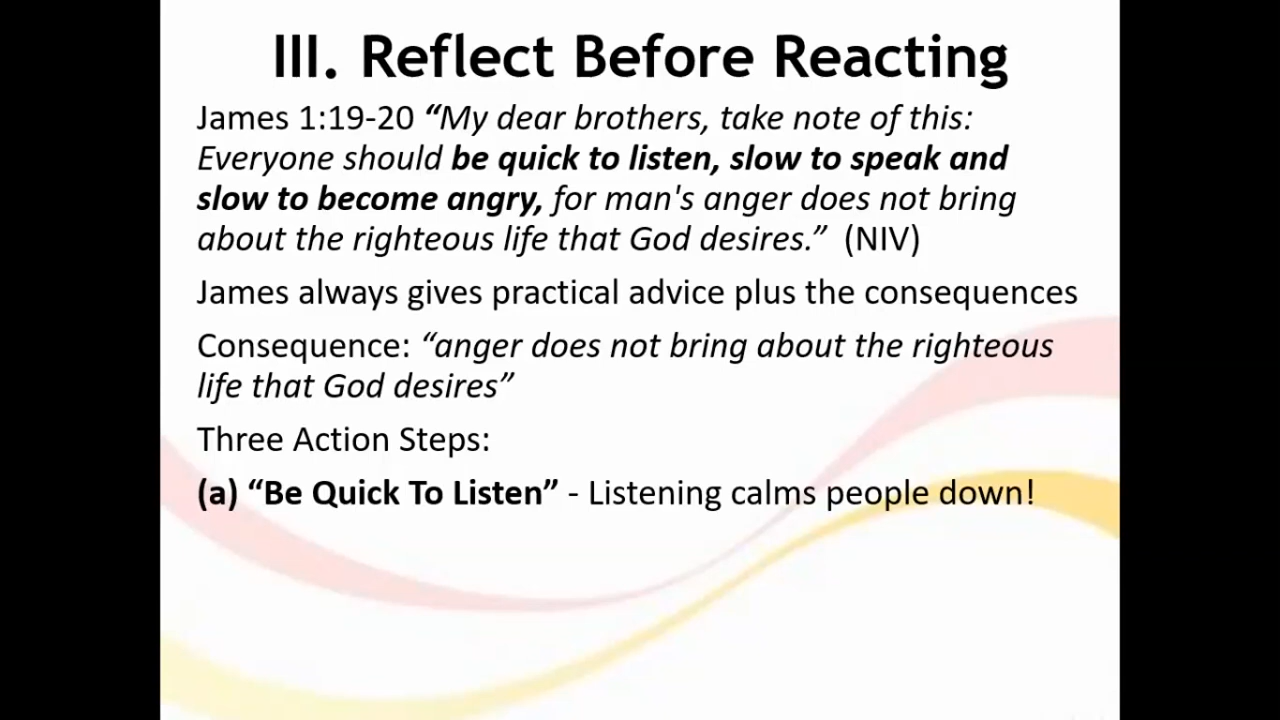 III. Reflect Before Reacting
James 1:19-20 “My dear brothers, take note of this:
Everyone should be quick to listen, slow to speak and
slow to become angry, for man's anger does not bring
about the righteous life that God desires.” (NIV)
James always gives practical advice plus the consequences
Consequence: “anger does not bring about the righteous
life that God desires”
Three Action Steps:
(a) “Be Quick To Listen” - Listening calms people down!